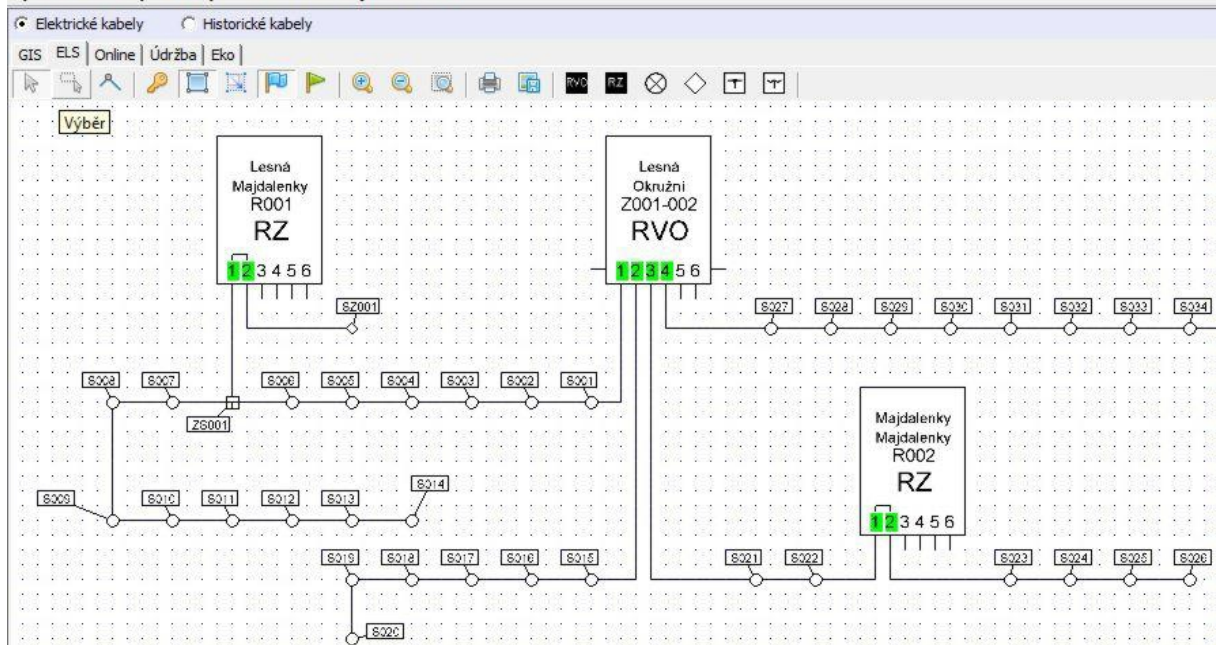 Elektrické kabely Historické kabely
GIS ELS Online Údržba Eko
RVO RZ
Výběr
Lesná
Majdalenky
R001
RZ
1 2 3 4 5 6
Lesná
Okružní
Z001-002
RVO
1 2 3 4 5 6
SZ001
S027 S028 S029 S030 S031 S032 S033 S034
S008 S007 S006 S005 S004 S003 S002 S001
ZS001
Majdalenky
Majdalenky
R002
RZ
1 2 3 4 5 6
S009 S010 S011 S012 S013 S014
S019 S018 S017 S016 S015 S021 S022 S023 S024 S025 S026
S020